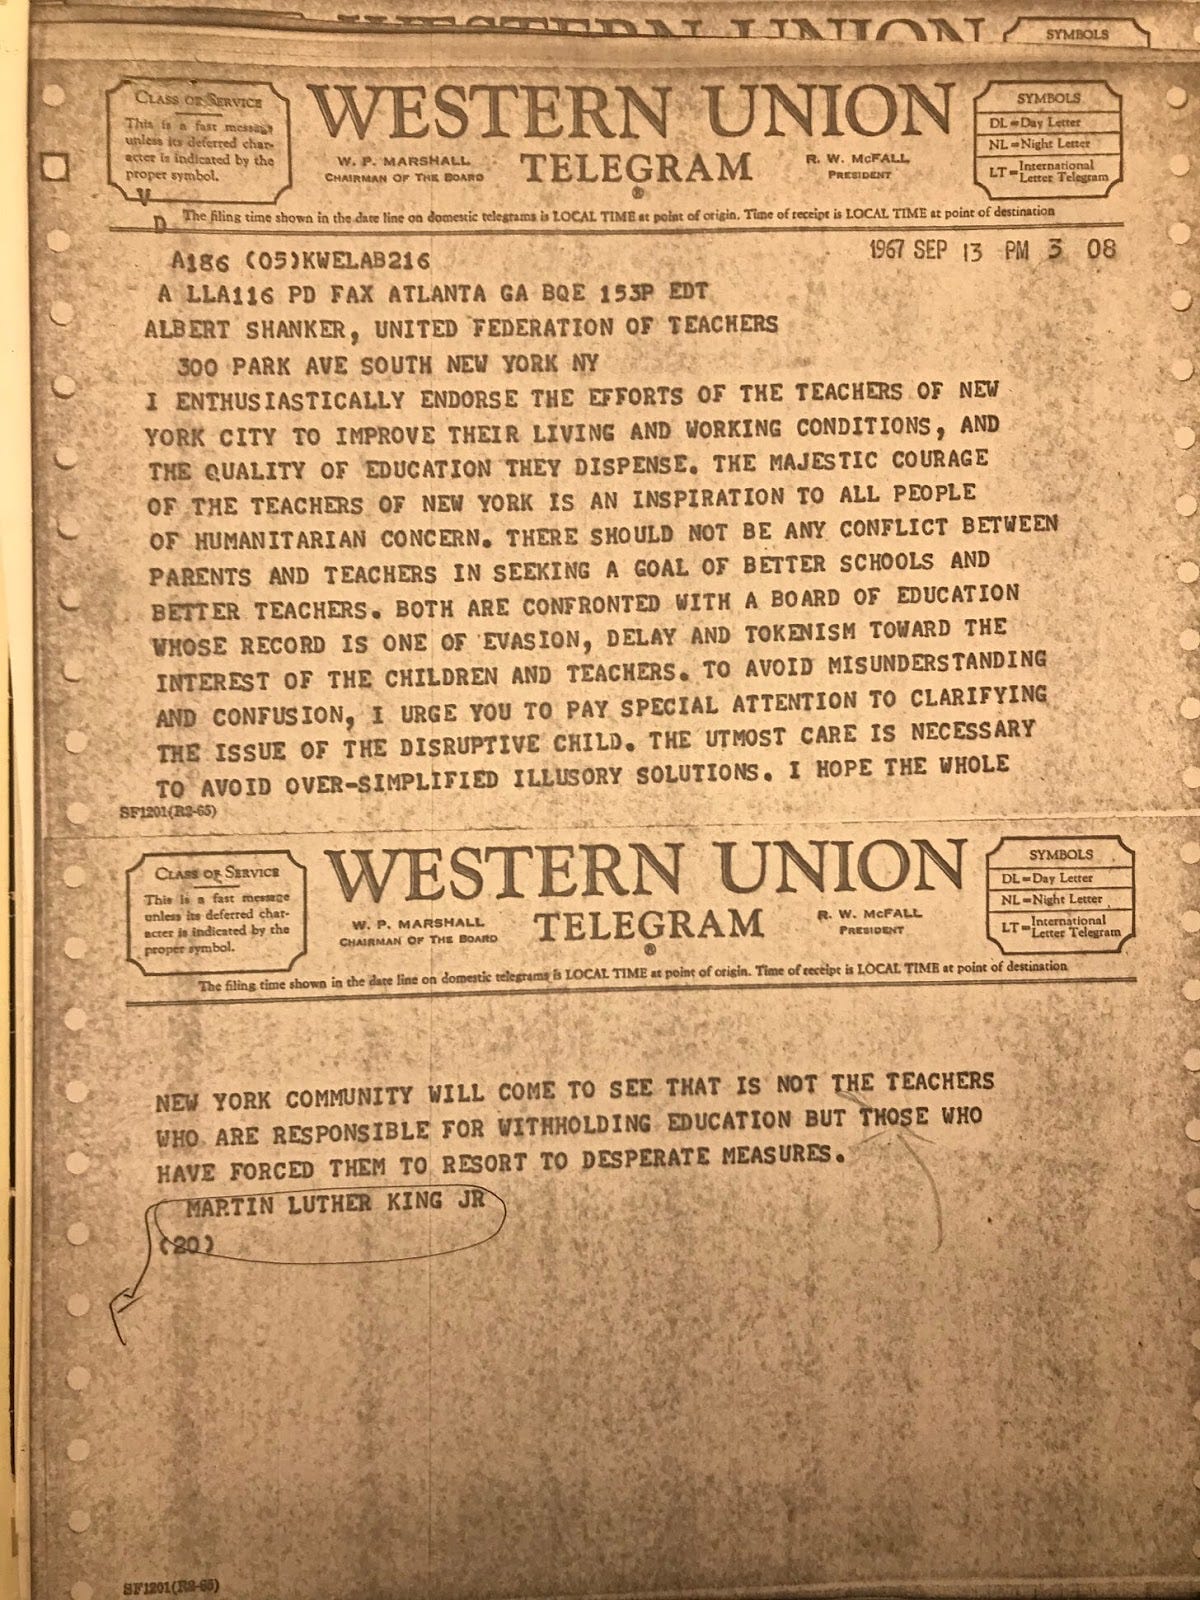 WESTERN UNION
SYMBOLS
CLASS OF SERVICE
This is a fast message
unless its deferred char-
acter is indicated by the
proper symbol.
WESTERN UNION
TELEGRAM
®
W. P. MARSHALL
CHAIRMAN OF THE BOARD
R. W. McFALL
PRESIDENT
SYMBOLS
DL=Day Letter
NL=Night Letter
LT=International
Letter Telegram
V
D
The filing time shown in the date line on domestic telegrams is LOCAL TIME at point of origin. Time of receipt is LOCAL TIME at point of destination
1967 SEP 13 PM 3 08
A186 (05)KWELAB216
A LLA116 PD FAX ATLANTA GA BQE 153P EDT
ALBERT SHANKER, UNITED FEDERATION OF TEACHERS
300 PARK AVE SOUTH NEW YORK NY
I ENTHUSIASTICALLY ENDORSE THE EFFORTS OF THE TEACHERS OF NEW
YORK CITY TO IMPROVE THEIR LIVING AND WORKING CONDITIONS, AND
THE QUALITY OF EDUCATION THEY DISPENSE. THE MAJESTIC COURAGE
OF THE TEACHERS OF NEW YORK IS AN INSPIRATION TO ALL PEOPLE
OF HUMANITARIAN CONCERN. THERE SHOULD NOT BE ANY CONFLICT BETWEEN
PARENTS AND TEACHERS IN SEEKING A GOAL OF BETTER SCHOOLS AND
BETTER TEACHERS. BOTH ARE CONFRONTED WITH A BOARD OF EDUCATION
WHOSE RECORD IS ONE OF EVASION, DELAY AND TOKENISM TOWARD THE
INTEREST OF THE CHILDREN AND TEACHERS. TO AVOID MISUNDERSTANDING
AND CONFUSION, I URGE YOU TO PAY SPECIAL ATTENTION TO CLARIFYING
THE ISSUE OF THE DISRUPTIVE CHILD. THE UTMOST CARE IS NECESSARY
TO AVOID OVER-SIMPLIFIED ILLUSORY SOLUTIONS. I HOPE THE WHOLE
SF1201(R2-65)
CLASS OF SERVICE
This is a fast message
unless its deferred char-
acter is indicated by the
proper symbol.
WESTERN UNION
TELEGRAM
®
W. P. MARSHALL
CHAIRMAN OF THE BOARD
R. W. McFALL
PRESIDENT
SYMBOLS
DL=Day Letter
NL=Night Letter
LT=International
Letter Telegram
The filing time shown in the date line on domestic telegrams is LOCAL TIME at point of origin. Time of receipt is LOCAL TIME at point of destination
NEW YORK COMMUNITY WILL COME TO SEE THAT IS NOT THE TEACHERS
WHO ARE RESPONSIBLE FOR WITHHOLDING EDUCATION BUT THOSE WHO
HAVE FORCED THEM TO RESORT TO DESPERATE MEASURES.
MARTIN LUTHER KING JR
(20)
SF1201(R2-65)